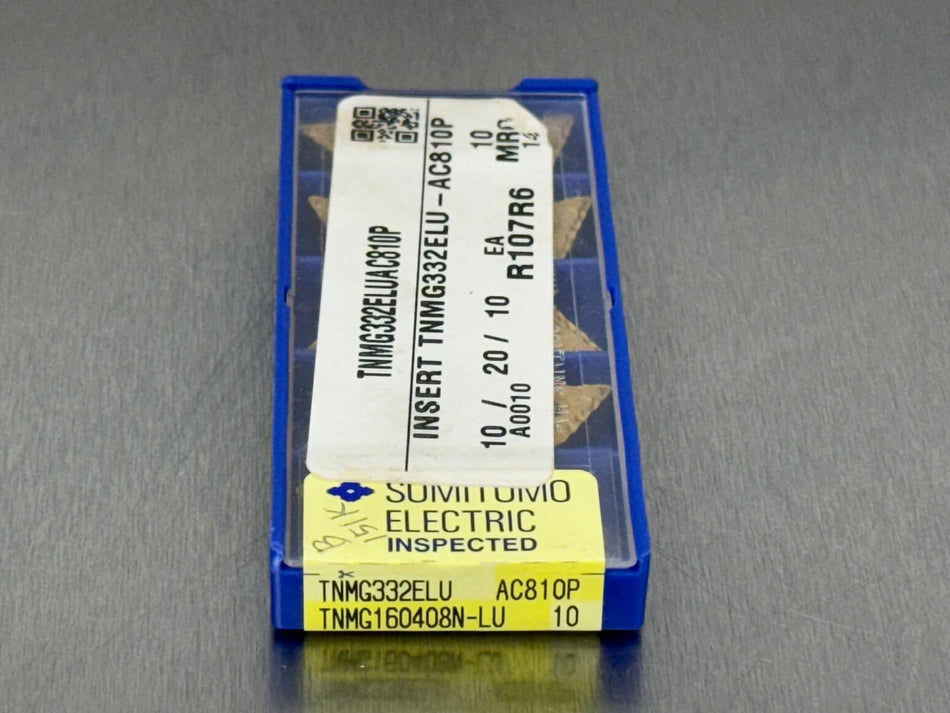 TNMG332ELUAC810P
INSERT TNMG332ELU-AC810P
10 / 20 / 10 EA 10
A0010 R107R6
14
SUMITOMO
ELECTRIC
INSPECTED
TNMG332ELU AC810P
TNMG160408N-LU 10